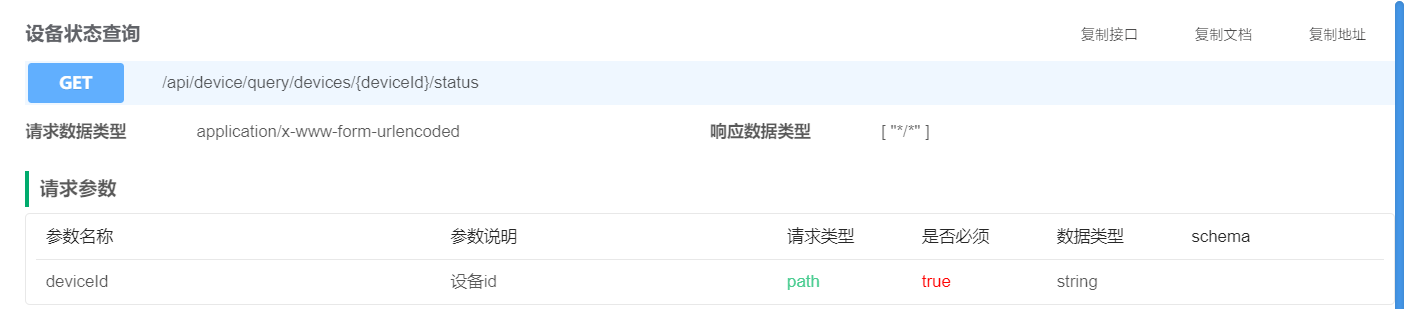 设备状态查询 复制接口 复制文档 复制地址
GET /api/device/query/devices/{deviceId}/status
请求数据类型 application/x-www-form-urlencoded 响应数据类型 [ "*/*" ]
请求参数
参数名称 参数说明 请求类型 是否必须 数据类型 schema
deviceId 设备id path true string